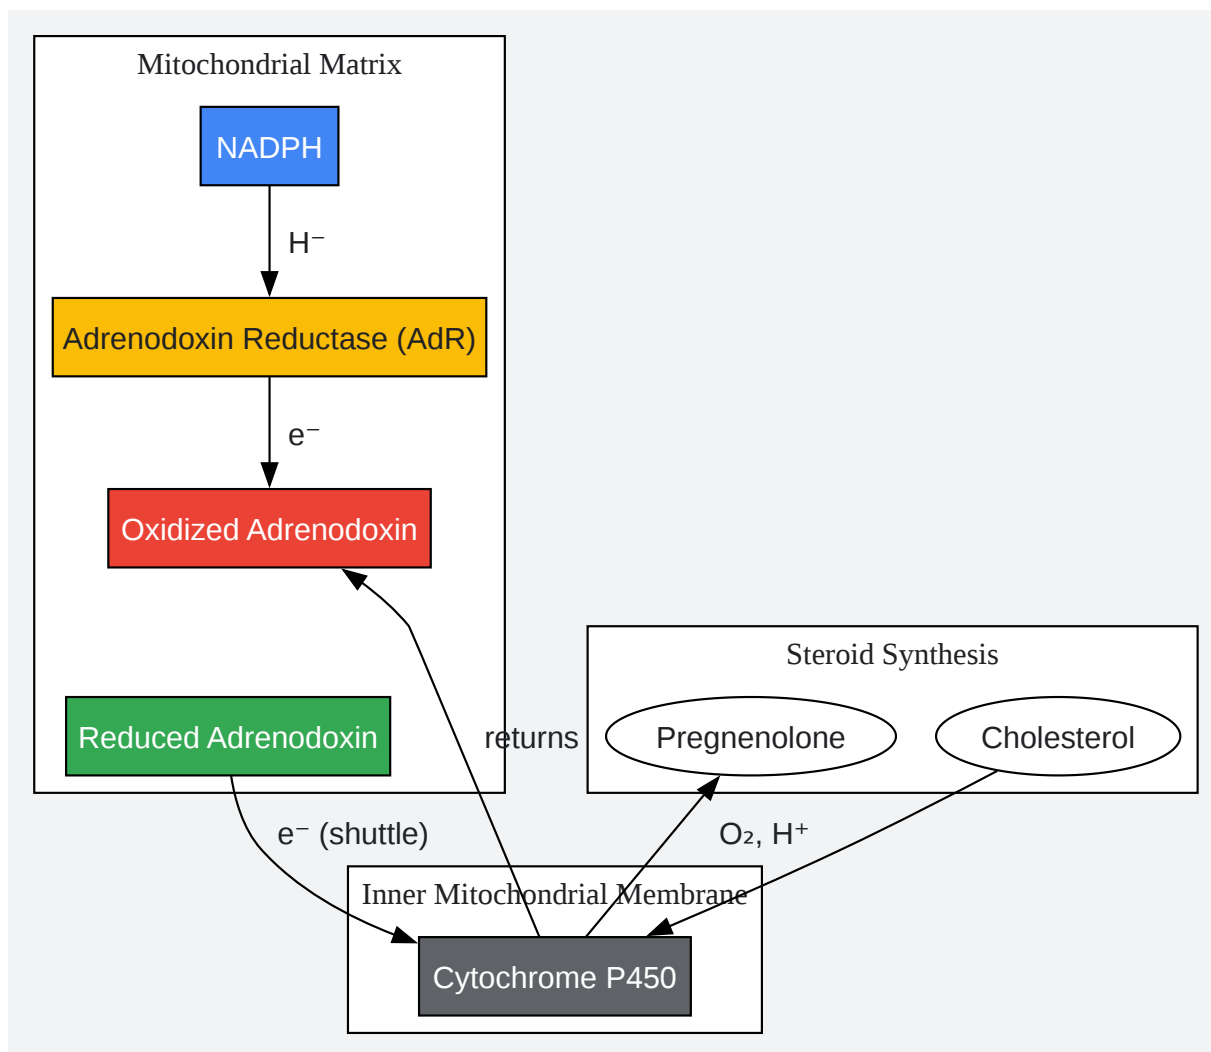 Mitochondrial Matrix
NADPH
H⁻
Adrenodoxin Reductase (AdR)
e⁻
Oxidized Adrenodoxin
Steroid Synthesis
Reduced Adrenodoxin
returns
Pregnenolone
Cholesterol
e⁻ (shuttle)
O₂, H⁺
Inner Mitochondrial Membrane
Cytochrome P450